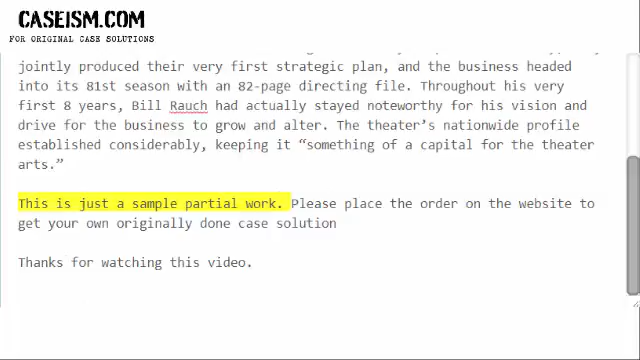 CASEISM.COM
FOR ORIGINAL CASE SOLUTIONS
jointly produced their very first strategic plan, and the business headed
into its 81st season with an 82-page directing file. Throughout his very
first 8 years, Bill Rauch had actually stayed noteworthy for his vision and
drive for the business to grow and alter. The theater’s nationwide profile
established considerably, keeping it “something of a capital for the theater
arts.”
This is just a sample partial work. Please place the order on the website to
get your own originally done case solution
Thanks for watching this video.